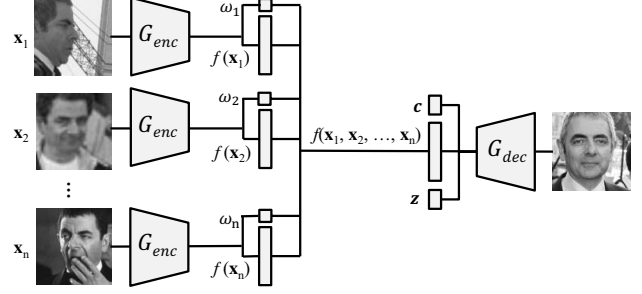 x₁ G_enc ω₁
f(x₁)
x₂ G_enc ω₂
f(x₂)
⋮
xₙ G_enc ωₙ
f(xₙ)
f(x₁, x₂, …, xₙ)
c
z
G_dec